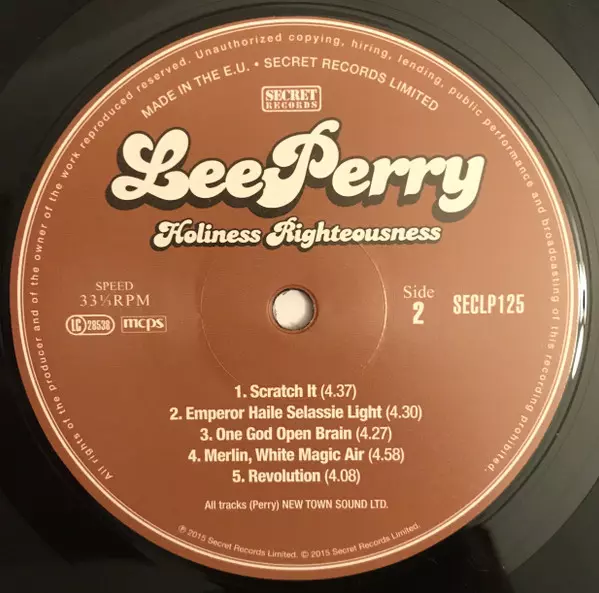 All rights of the producer and of the owner of the work reproduced reserved. Unauthorized copying, hiring, lending, public performance and broadcasting of this recording prohibited.
MADE IN THE E.U. • SECRET RECORDS LIMITED
SECRET
RECORDS
Lee Perry
Holiness Righteousness
SPEED
33⅓RPM
LC 28538 mcps
Side
2
SECLP125
1. Scratch It (4.37)
2. Emperor Haile Selassie Light (4.30)
3. One God Open Brain (4.27)
4. Merlin, White Magic Air (4.58)
5. Revolution (4.08)
All tracks (Perry) NEW TOWN SOUND LTD.
℗ 2015 Secret Records Limited. © 2015 Secret Records Limited.